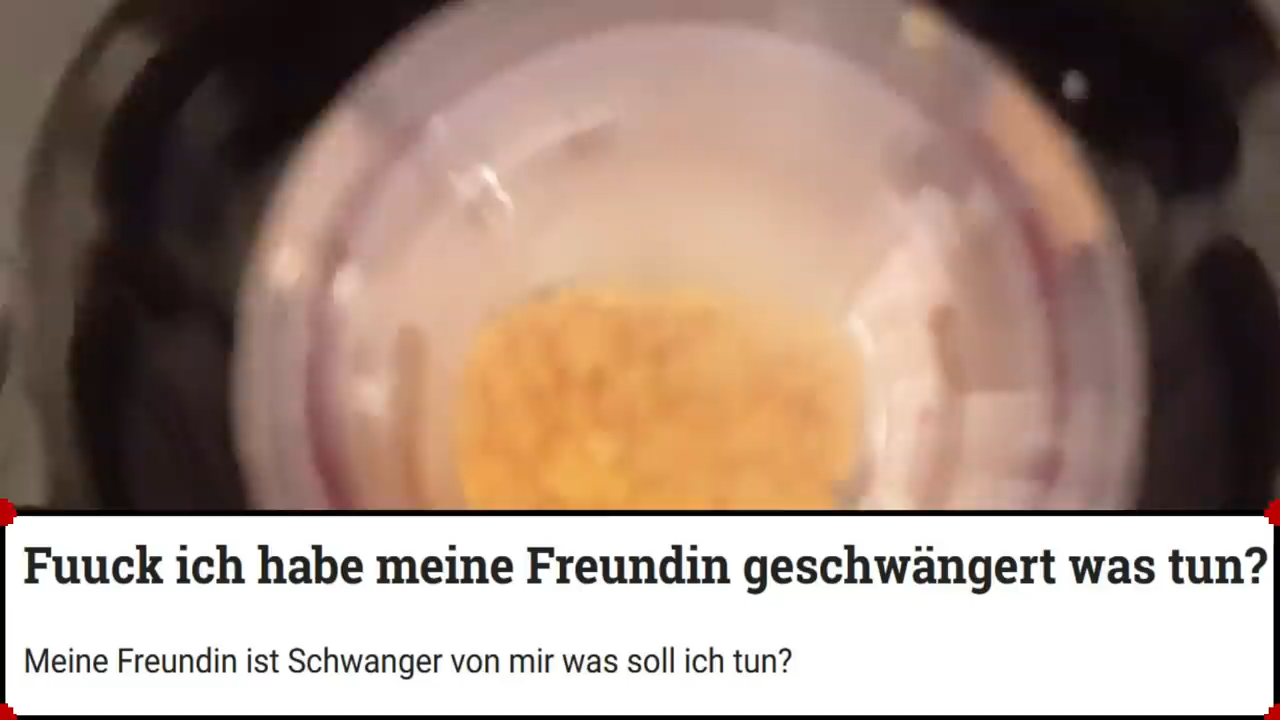 Fuuck ich habe meine Freundin geschwängert was tun?
Meine Freundin ist Schwanger von mir was soll ich tun?